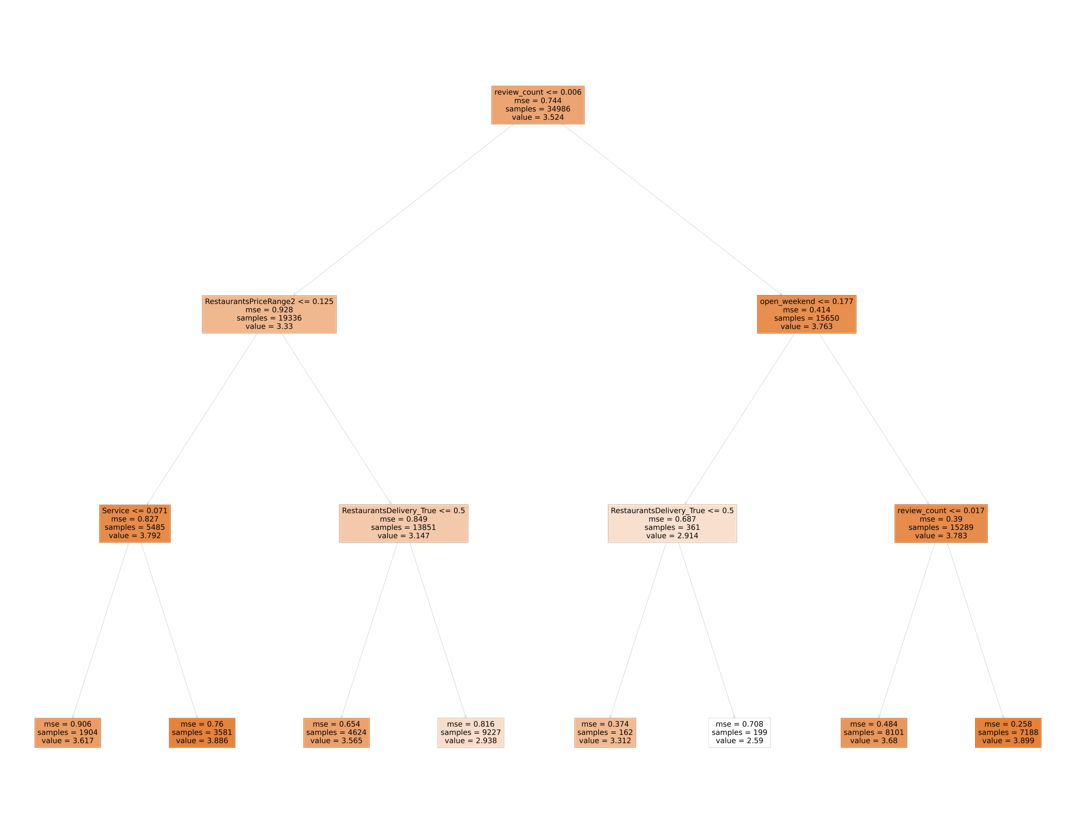 review_count <= 0.006
mse = 0.744
samples = 34986
value = 3.524
RestaurantsPriceRange2 <= 0.125
mse = 0.928
samples = 19336
value = 3.33
open_weekend <= 0.177
mse = 0.414
samples = 15650
value = 3.763
Service <= 0.071
mse = 0.827
samples = 5485
value = 3.792
RestaurantsDelivery_True <= 0.5
mse = 0.849
samples = 13851
value = 3.147
RestaurantsDelivery_True <= 0.5
mse = 0.687
samples = 361
value = 2.914
review_count <= 0.017
mse = 0.39
samples = 15289
value = 3.783
mse = 0.906
samples = 1904
value = 3.617
mse = 0.76
samples = 3581
value = 3.886
mse = 0.654
samples = 4624
value = 3.565
mse = 0.816
samples = 9227
value = 2.938
mse = 0.374
samples = 162
value = 3.312
mse = 0.708
samples = 199
value = 2.59
mse = 0.484
samples = 8101
value = 3.68
mse = 0.258
samples = 7188
value = 3.899